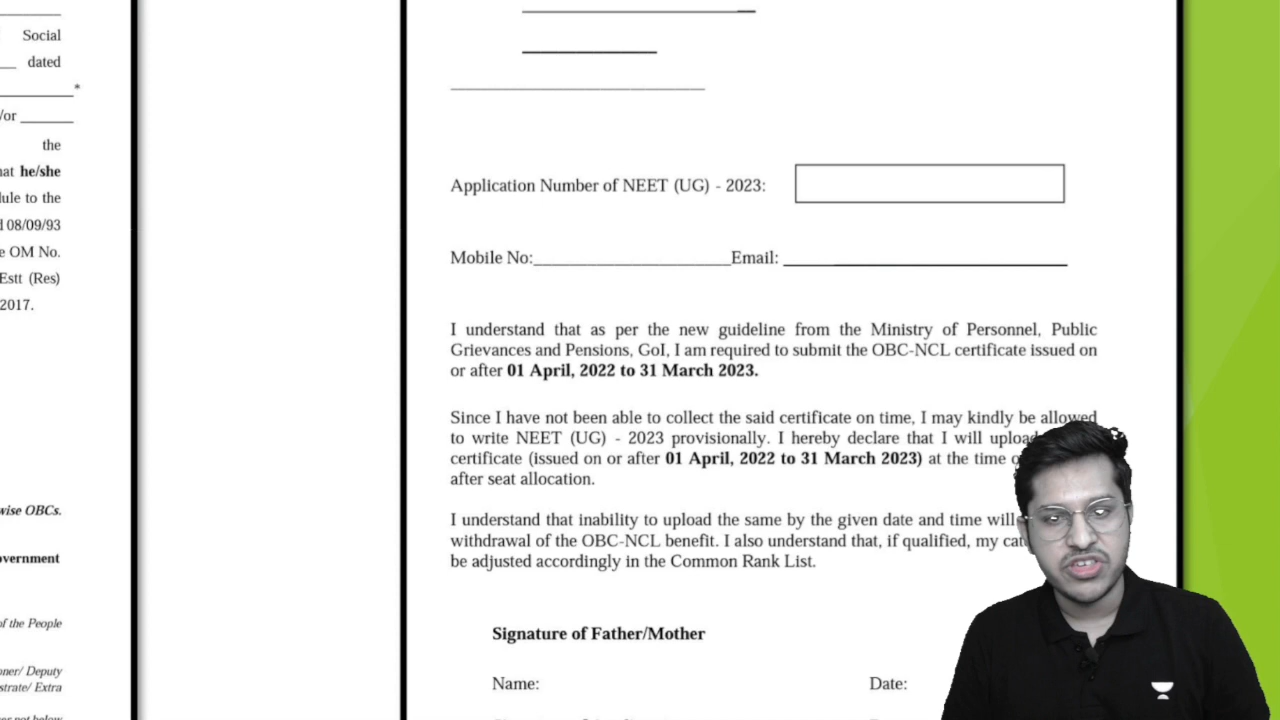 Social
dated
*
/or
the
he/she
to the
08/09/93
OM No.
Estt (Res)
2017.
OBCs.
of the People
Deputy
Extra
below
Application Number of NEET (UG) - 2023:
Mobile No: Email:
I understand that as per the new guideline from the Ministry of Personnel, Public
Grievances and Pensions, GoI, I am required to submit the OBC-NCL certificate issued on
or after 01 April, 2022 to 31 March 2023.
Since I have not been able to collect the said certificate on time, I may kindly be allowed
to write NEET (UG) - 2023 provisionally. I hereby declare that I will upload
certificate (issued on or after 01 April, 2022 to 31 March 2023) at the time
after seat allocation.
I understand that inability to upload the same by the given date and time will
withdrawal of the OBC-NCL benefit. I also understand that, if qualified, my
be adjusted accordingly in the Common Rank List.
Signature of Father/Mother
Name: Date: